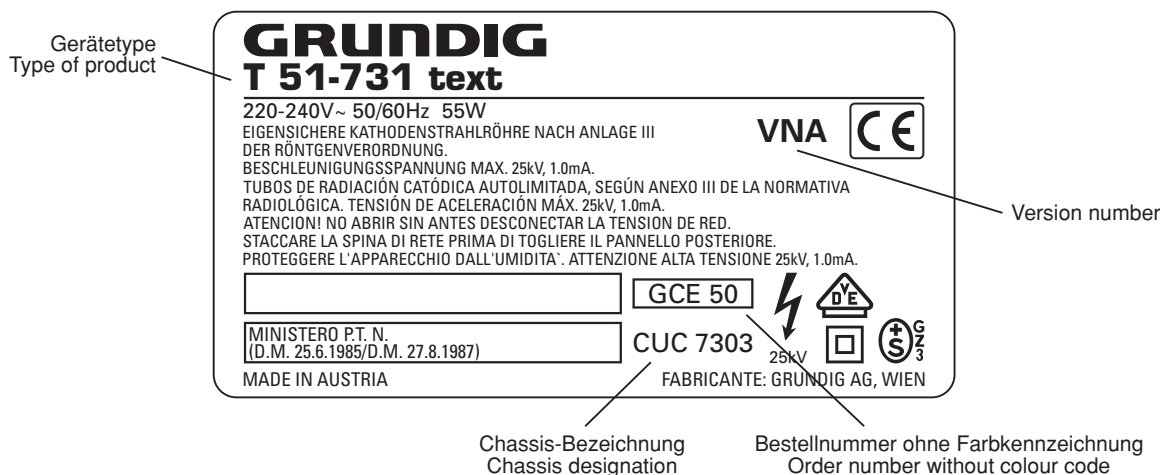 Gerätetype
Type of product
GRUNDIG
T 51-731 text
220-240V~ 50/60Hz 55W
EIGENSICHERE KATHODENSTRAHLRÖHRE NACH ANLAGE III
DER RÖNTGENVERORDNUNG.
BESCHLEUNIGUNGSSPANNUNG MAX. 25kV, 1.0mA.
TUBOS DE RADIACIÓN CATÓDICA AUTOLIMITADA, SEGÚN ANEXO III DE LA NORMATIVA
RADIOLÓGICA. TENSIÓN DE ACELERACIÓN MÁX. 25kV, 1.0mA.
ATENCION! NO ABRIR SIN ANTES DESCONECTAR LA TENSION DE RED.
STACCARE LA SPINA DI RETE PRIMA DI TOGLIERE IL PANNELLO POSTERIORE.
PROTEGGERE L'APPARECCHIO DALL'UMIDITA`. ATTENZIONE ALTA TENSIONE 25kV, 1.0mA.
VNA CE
Version number
GCE 50
DVE
MINISTERO P.T. N.
(D.M. 25.6.1985/D.M. 27.8.1987)
CUC 7303
25kV
+S
GZ3
MADE IN AUSTRIA
FABRICANTE: GRUNDIG AG, WIEN
Chassis-Bezeichnung
Chassis designation
Bestellnummer ohne Farbkennzeichnung
Order number without colour code